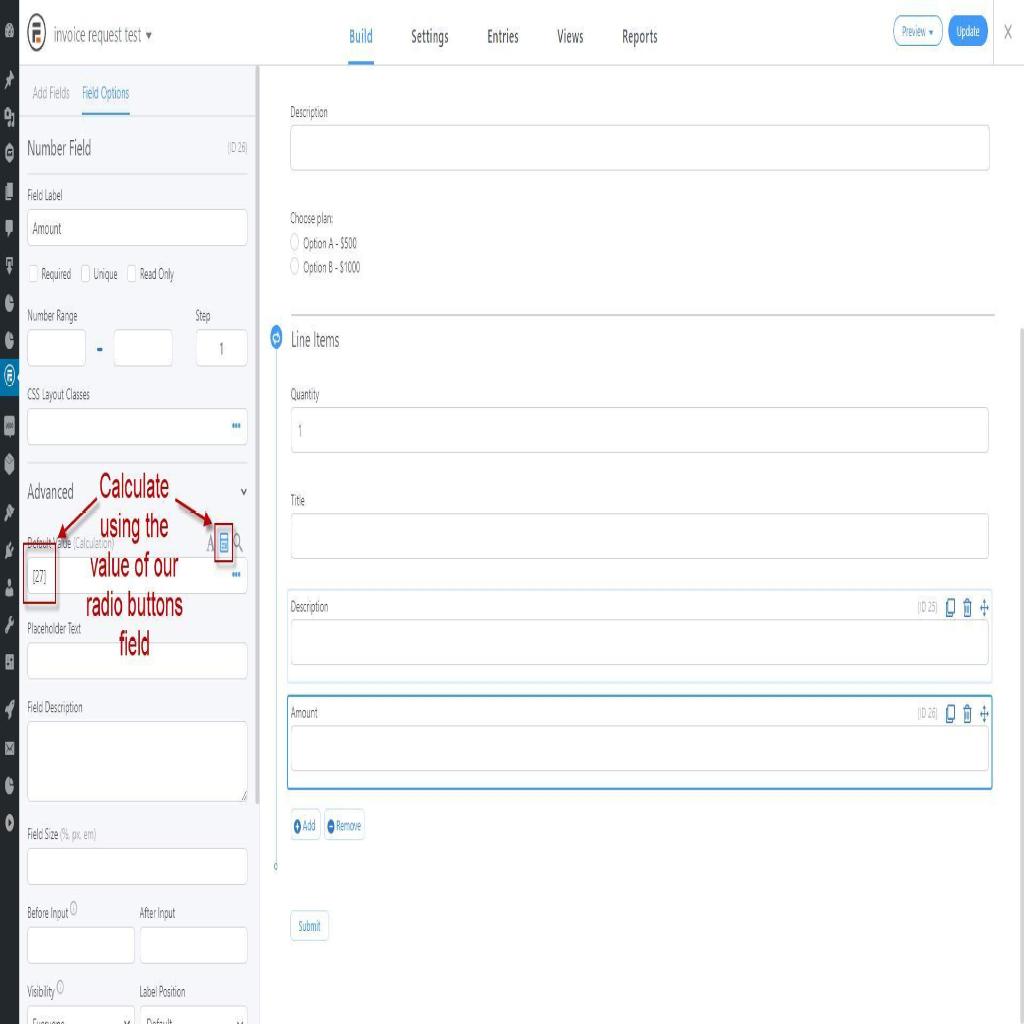 invoice request test
Build
Settings
Entries
Views
Reports
Preview
Update
Add Fields
Field Options
Number Field
(ID 26)
Field Label
Amount
Required
Unique
Read Only
Number Range
Step
-
1
CSS Layout Classes
Advanced
Default Value (Calculation)
[27]
Calculate
using the
value of our
radio buttons
field
Placeholder Text
Field Description
Field Size (%, px, em)
Before Input
After Input
Visibility
Label Position
Everyone
Default
Description
Choose plan:
Option A - $500
Option B - $1000
Line Items
Quantity
1
Title
Description
(ID 25)
Amount
(ID 26)
Add
Remove
Submit